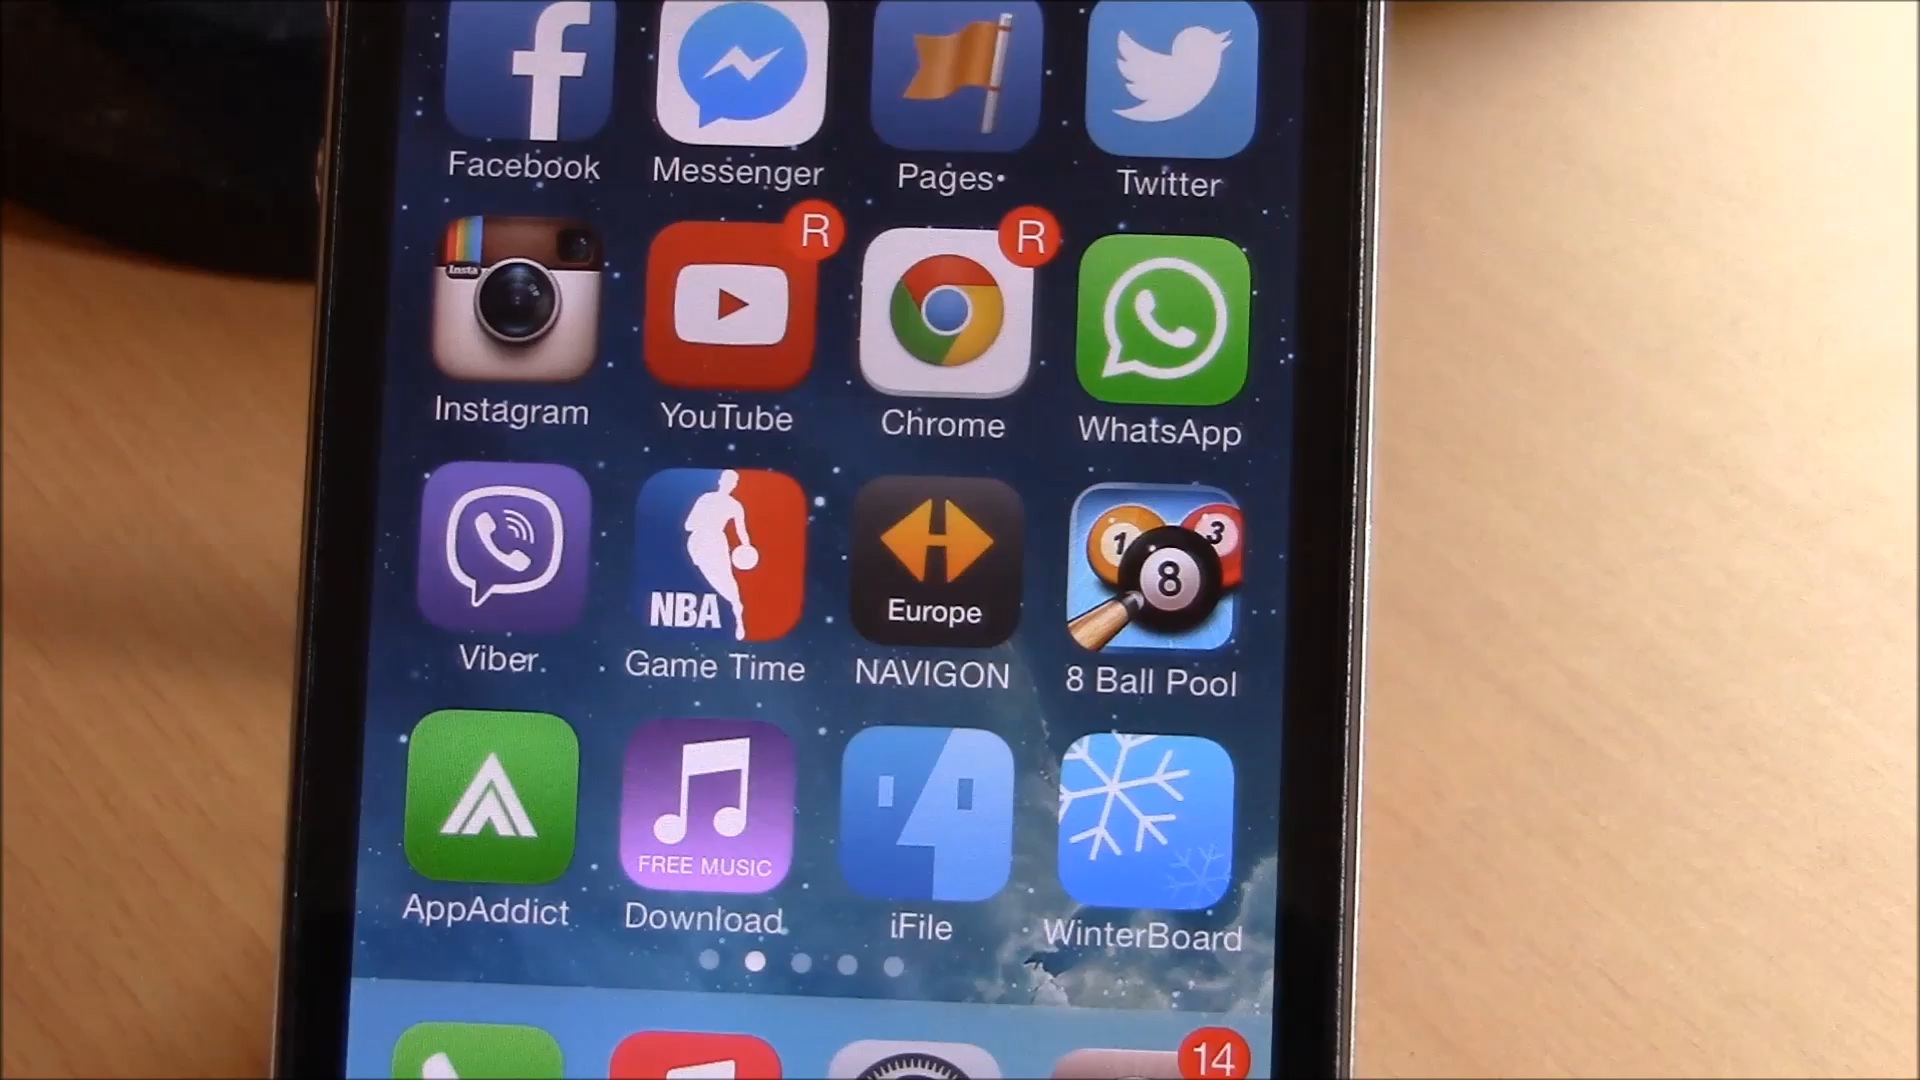 Facebook
Messenger
Pages
Twitter
Insta
R
R
Instagram
YouTube
Chrome
WhatsApp
NBA
Europe
1
3
8
Viber
Game Time
NAVIGON
8 Ball Pool
FREE MUSIC
AppAddict
Download
iFile
WinterBoard
14